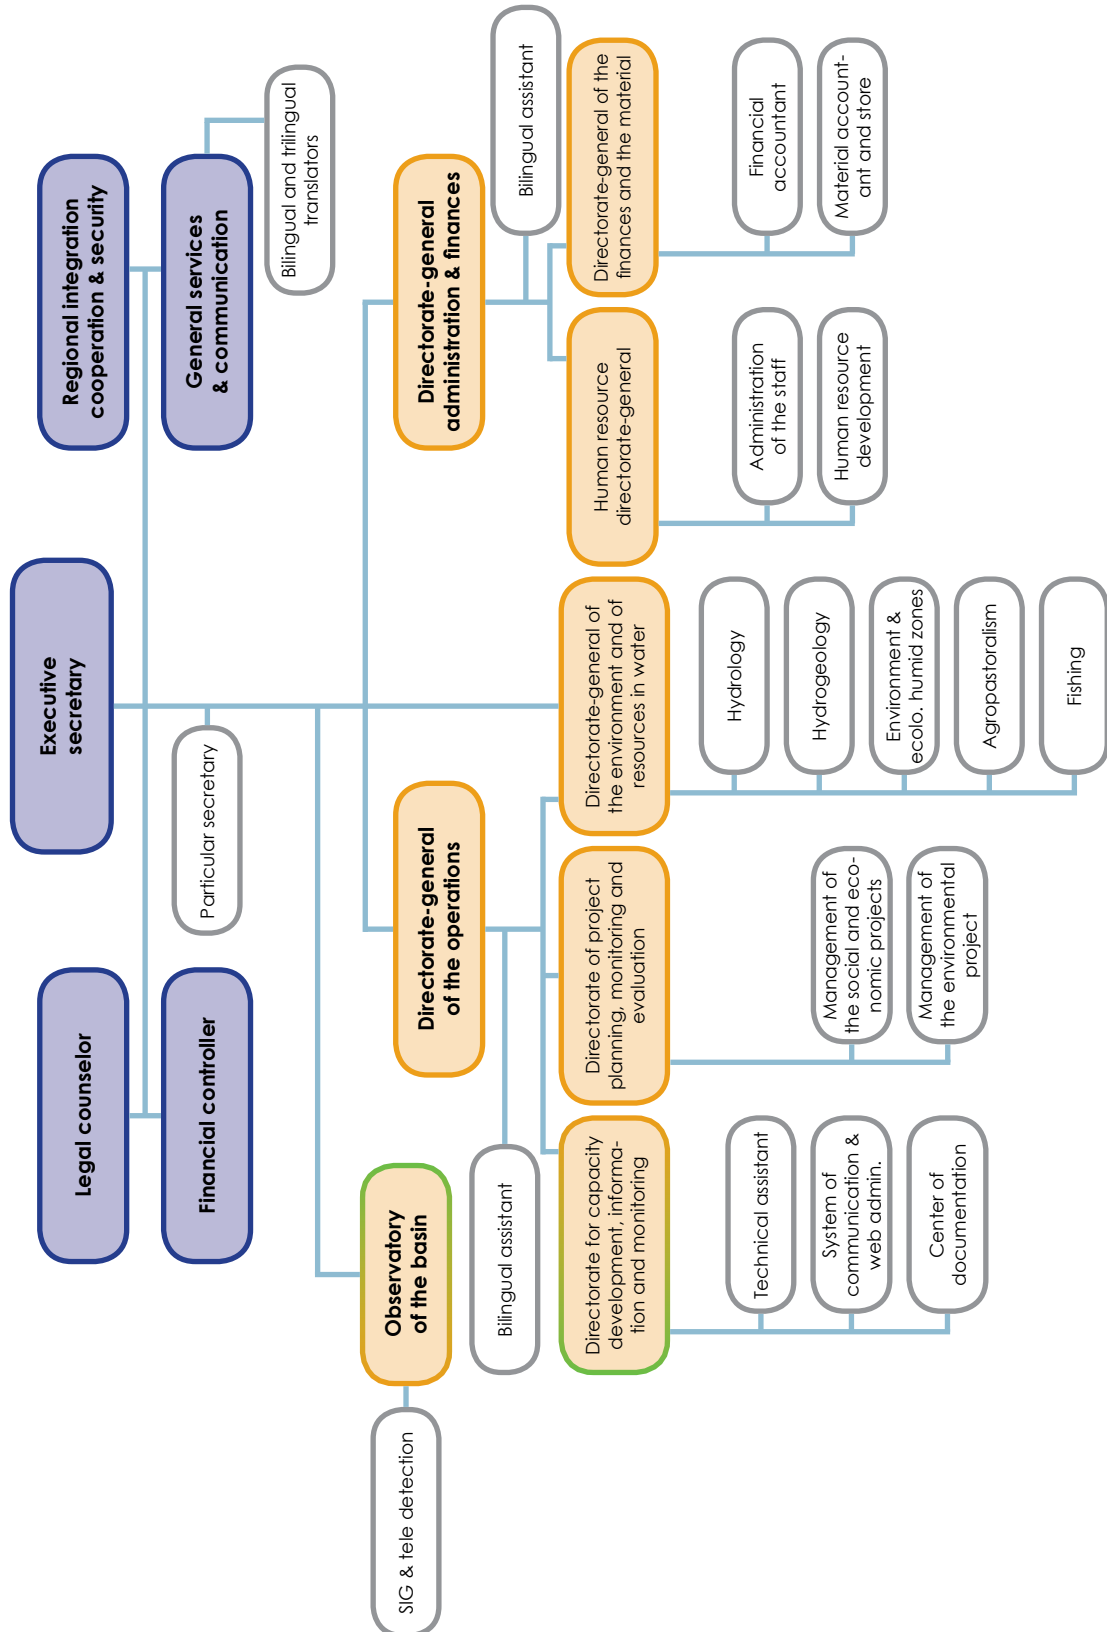 Executive
secretary
Legal counselor
Financial controller
Regional integration
cooperation & security
General services
& communication
Bilingual and trilingual
translators
Particular secretary
Observatory
of the basin
SIG & tele detection
Directorate-general
of the operations
Bilingual assistant
Directorate-general
administration & finances
Bilingual assistant
Directorate for capacity
development, informa-
tion and monitoring
Technical assistant
System of
communication &
web admin.
Center of
documentation
Directorate of project
planning, monitoring and
evaluation
Management of
the social and eco-
nomic projects
Management of
the environmental
project
Directorate-general of
the environment and of
resources in water
Hydrology
Hydrogeology
Environment &
ecolo. humid zones
Agropastoralism
Fishing
Human resource
directorate-general
Administration
of the staff
Human resource
development
Directorate-general of the
finances and the material
Financial
accountant
Material account-
ant and store